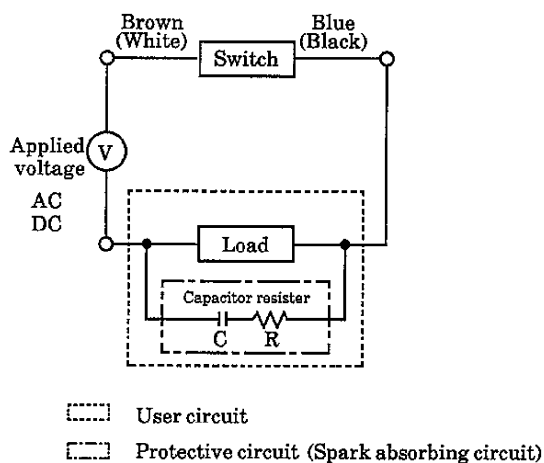 Brown
(White)
Blue
(Black)
Switch
Applied
voltage
V
AC
DC
Load
Capacitor resister
C
R
User circuit
Protective circuit (Spark absorbing circuit)